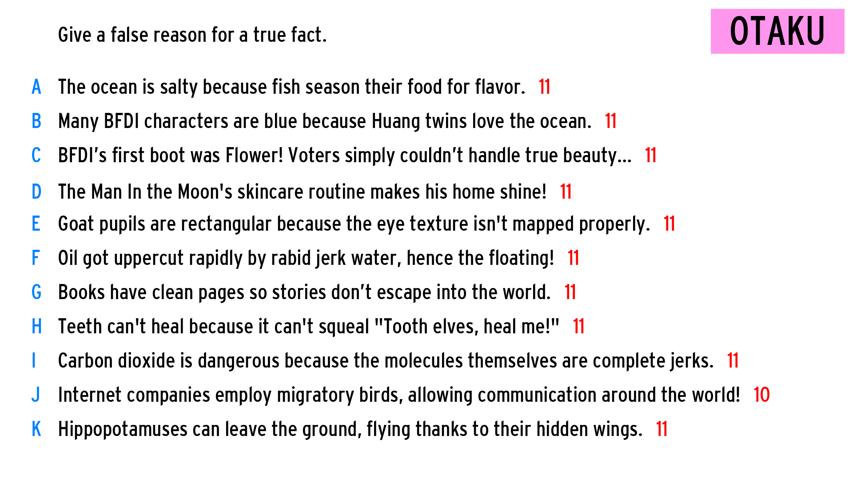 Give a false reason for a true fact.
OTAKU
A The ocean is salty because fish season their food for flavor. 11
B Many BFDI characters are blue because Huang twins love the ocean. 11
C BFDI’s first boot was Flower! Voters simply couldn’t handle true beauty... 11
D The Man In the Moon's skincare routine makes his home shine! 11
E Goat pupils are rectangular because the eye texture isn't mapped properly. 11
F Oil got uppercut rapidly by rabid jerk water, hence the floating! 11
G Books have clean pages so stories don’t escape into the world. 11
H Teeth can't heal because it can't squeal "Tooth elves, heal me!" 11
I Carbon dioxide is dangerous because the molecules themselves are complete jerks. 11
J Internet companies employ migratory birds, allowing communication around the world! 10
K Hippopotamuses can leave the ground, flying thanks to their hidden wings. 11